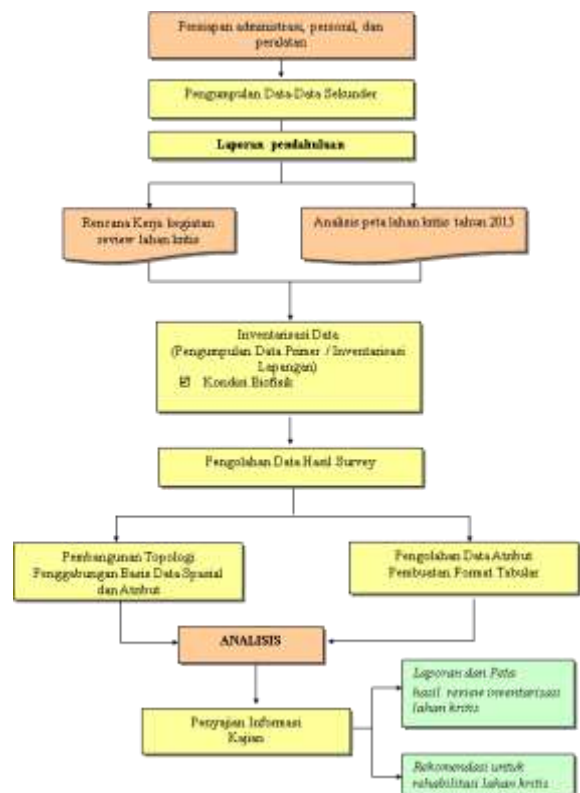 Persiapan administrasi, personil, dan
peralatan
Pengumpulan Data-Data Sekunder
Laporan pendahuluan
Rencana Kerja kegiatan
review lahan kritis
Analisis peta lahan kritis tahun 2013
Inventarisasi Data
(Pengumpulan Data Primer / Inventarisasi
Lapangan)
☑ Kondisi Biofisik
Pengolahan Data Hasil Survey
Pembangunan Topologi
Penggabungan Basis Data Spasial
dan Atribut
Pengolahan Data Atribut
Pembuatan Format Tabular
ANALISIS
Laporan dan Peta
hasil review inventarisasi
lahan kritis
Penyajian Informasi
Kajian
Rekomendasi untuk
rehabilitasi lahan kritis